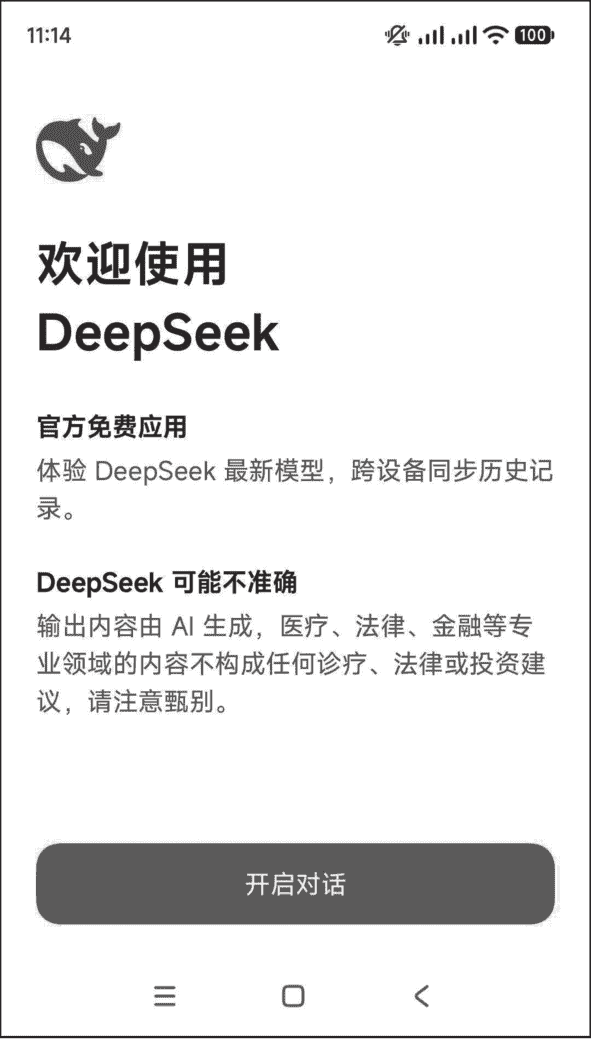 11:14
100
欢迎使用
DeepSeek
官方免费应用
体验 DeepSeek 最新模型，跨设备同步历史记
录。
DeepSeek 可能不准确
输出内容由 AI 生成，医疗、法律、金融等专
业领域的内容不构成任何诊疗、法律或投资建
议，请注意甄别。
开启对话